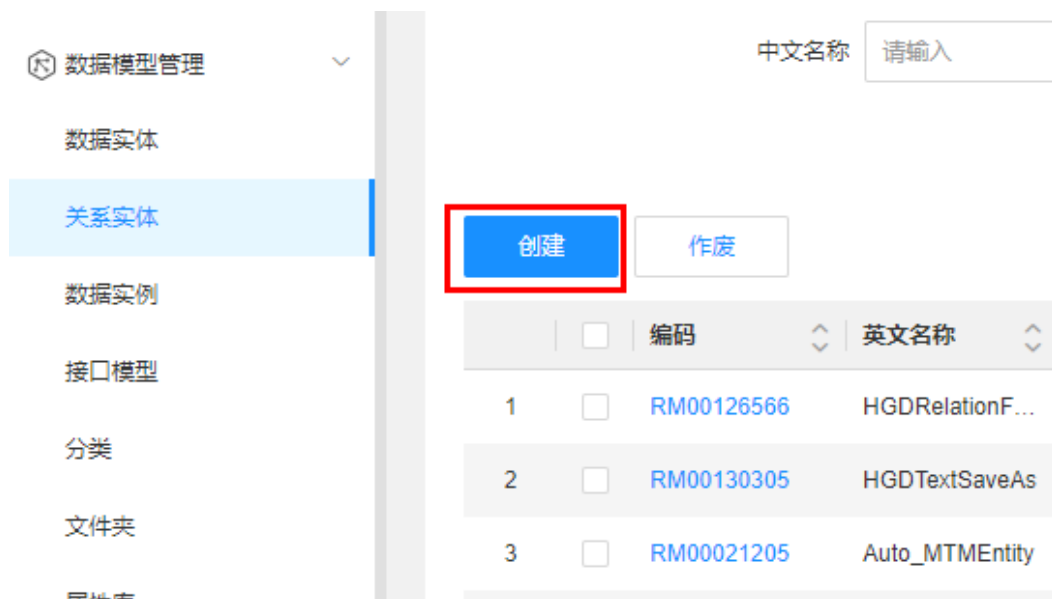 数据模型管理
数据实体
关系实体
数据实例
接口模型
分类
文件夹
中文名称 请输入
创建 作废
编码 英文名称
1 RM00126566 HGDRelationF...
2 RM00130305 HGDTextSaveAs
3 RM00021205 Auto_MTMEntity